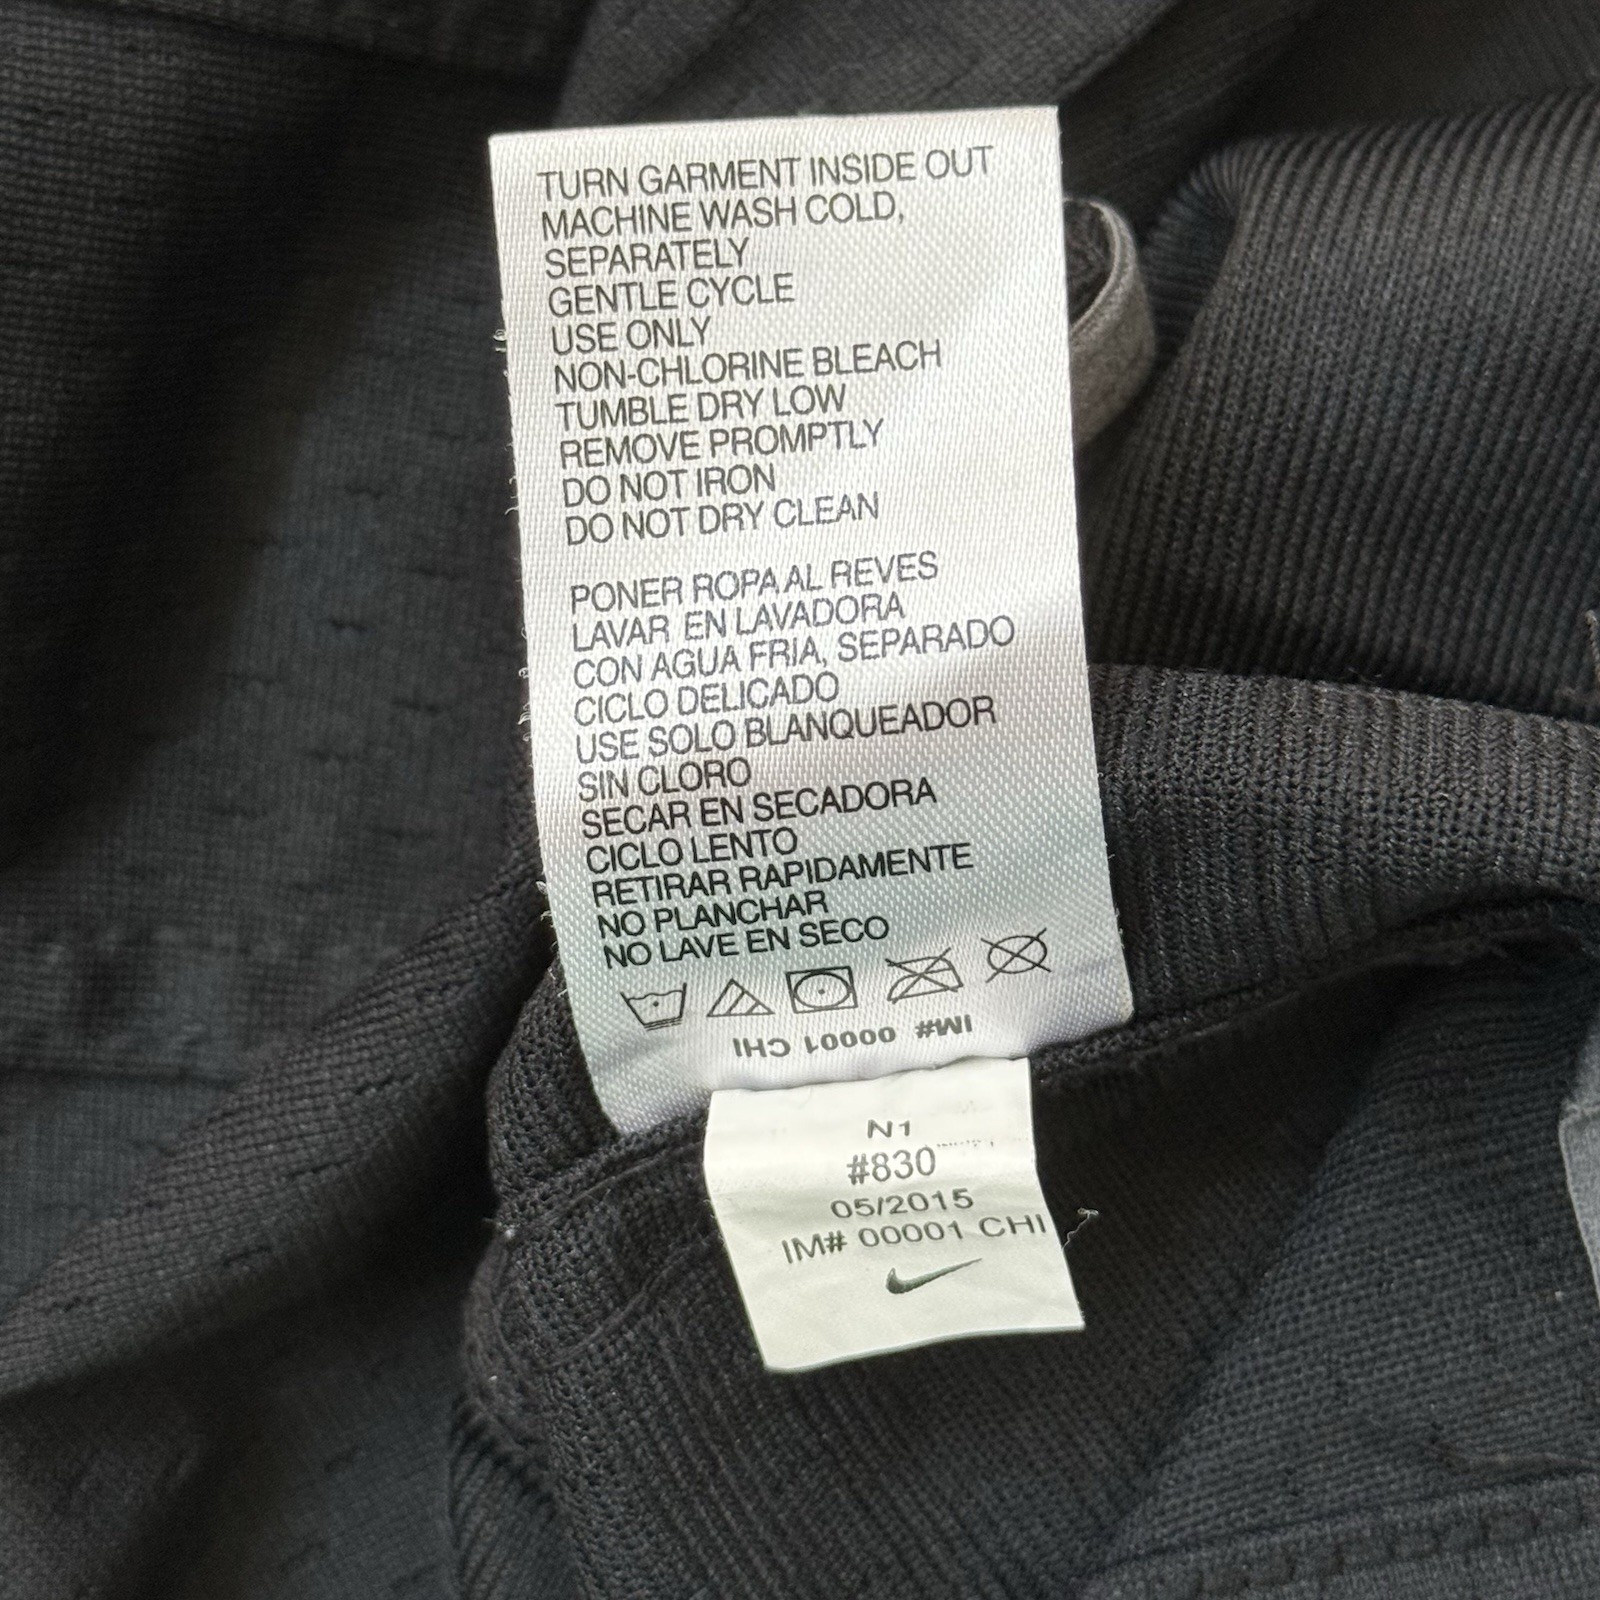 TURN GARMENT INSIDE OUT
MACHINE WASH COLD,
SEPARATELY
GENTLE CYCLE
USE ONLY
NON-CHLORINE BLEACH
TUMBLE DRY LOW
REMOVE PROMPTLY
DO NOT IRON
DO NOT DRY CLEAN
PONER ROPA AL REVES
LAVAR EN LAVADORA
CON AGUA FRIA, SEPARADO
CICLO DELICADO
USE SOLO BLANQUEADOR
SIN CLORO
SECAR EN SECADORA
CICLO LENTO
RETIRAR RAPIDAMENTE
NO PLANCHAR
NO LAVE EN SECO
IM# 00001 CHI
N1
#830
05/2015
IM# 00001 CHI